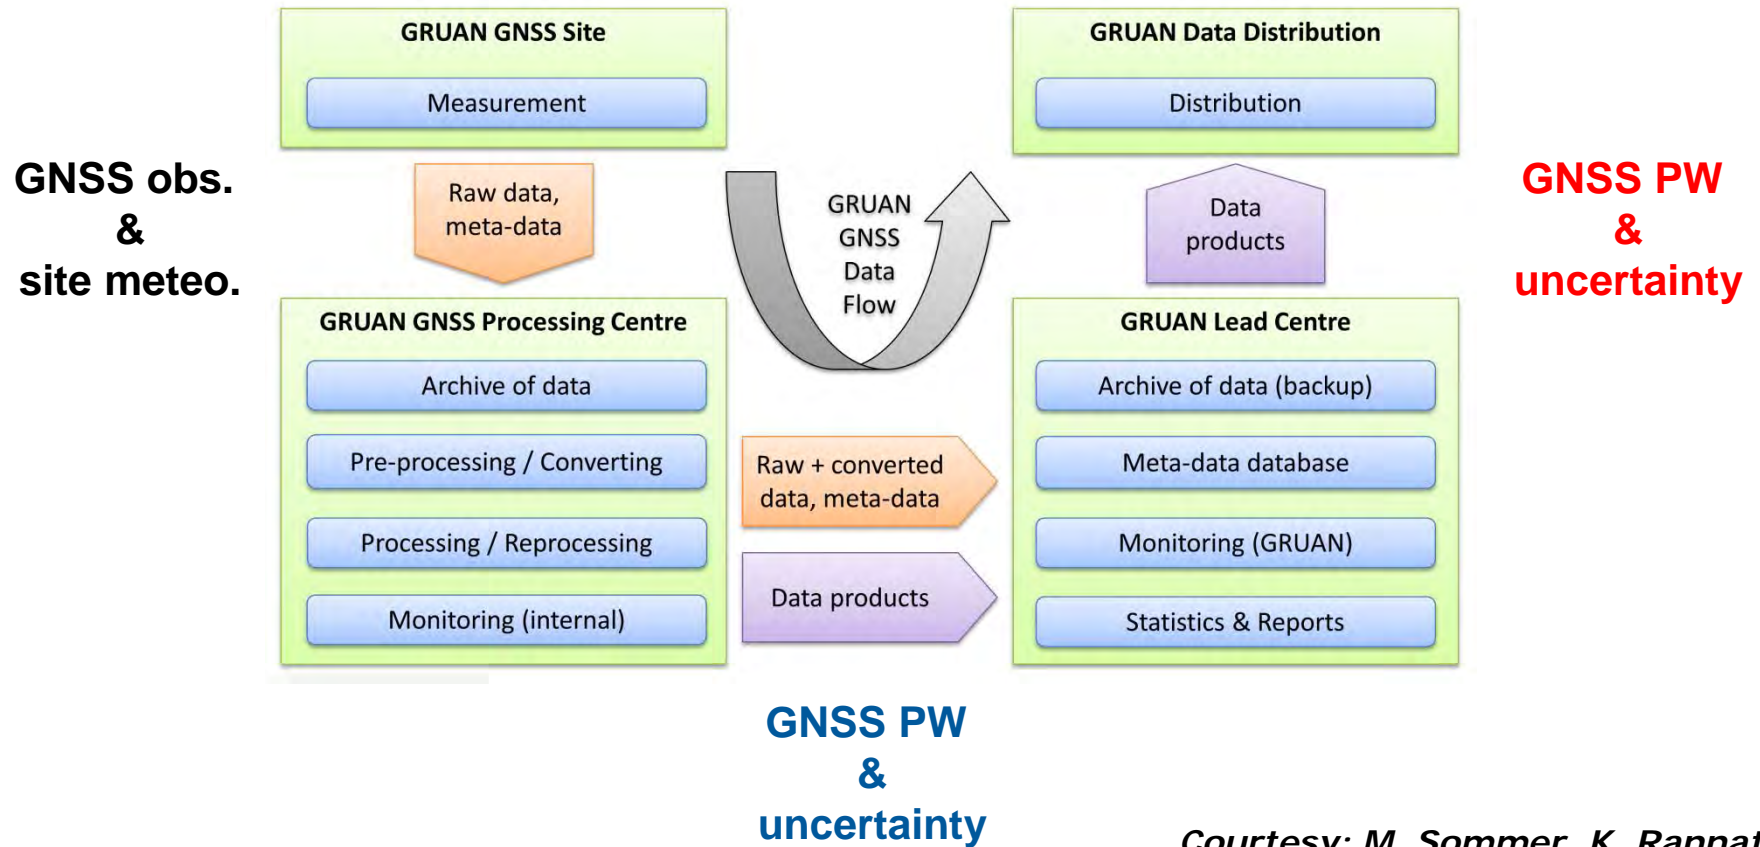 GRUAN GNSS Site
Measurement
GRUAN Data Distribution
Distribution
GNSS obs.
&
site meteo.
Raw data,
meta-data
GRUAN
GNSS
Data
Flow
Data
products
GNSS PW
&
uncertainty
GRUAN GNSS Processing Centre
Archive of data
Pre-processing / Converting
Processing / Reprocessing
Monitoring (internal)
Raw + converted
data, meta-data
Data products
GRUAN Lead Centre
Archive of data (backup)
Meta-data database
Monitoring (GRUAN)
Statistics & Reports
GNSS PW
&
uncertainty
Courtesy: M. Sommer, K. Rannat